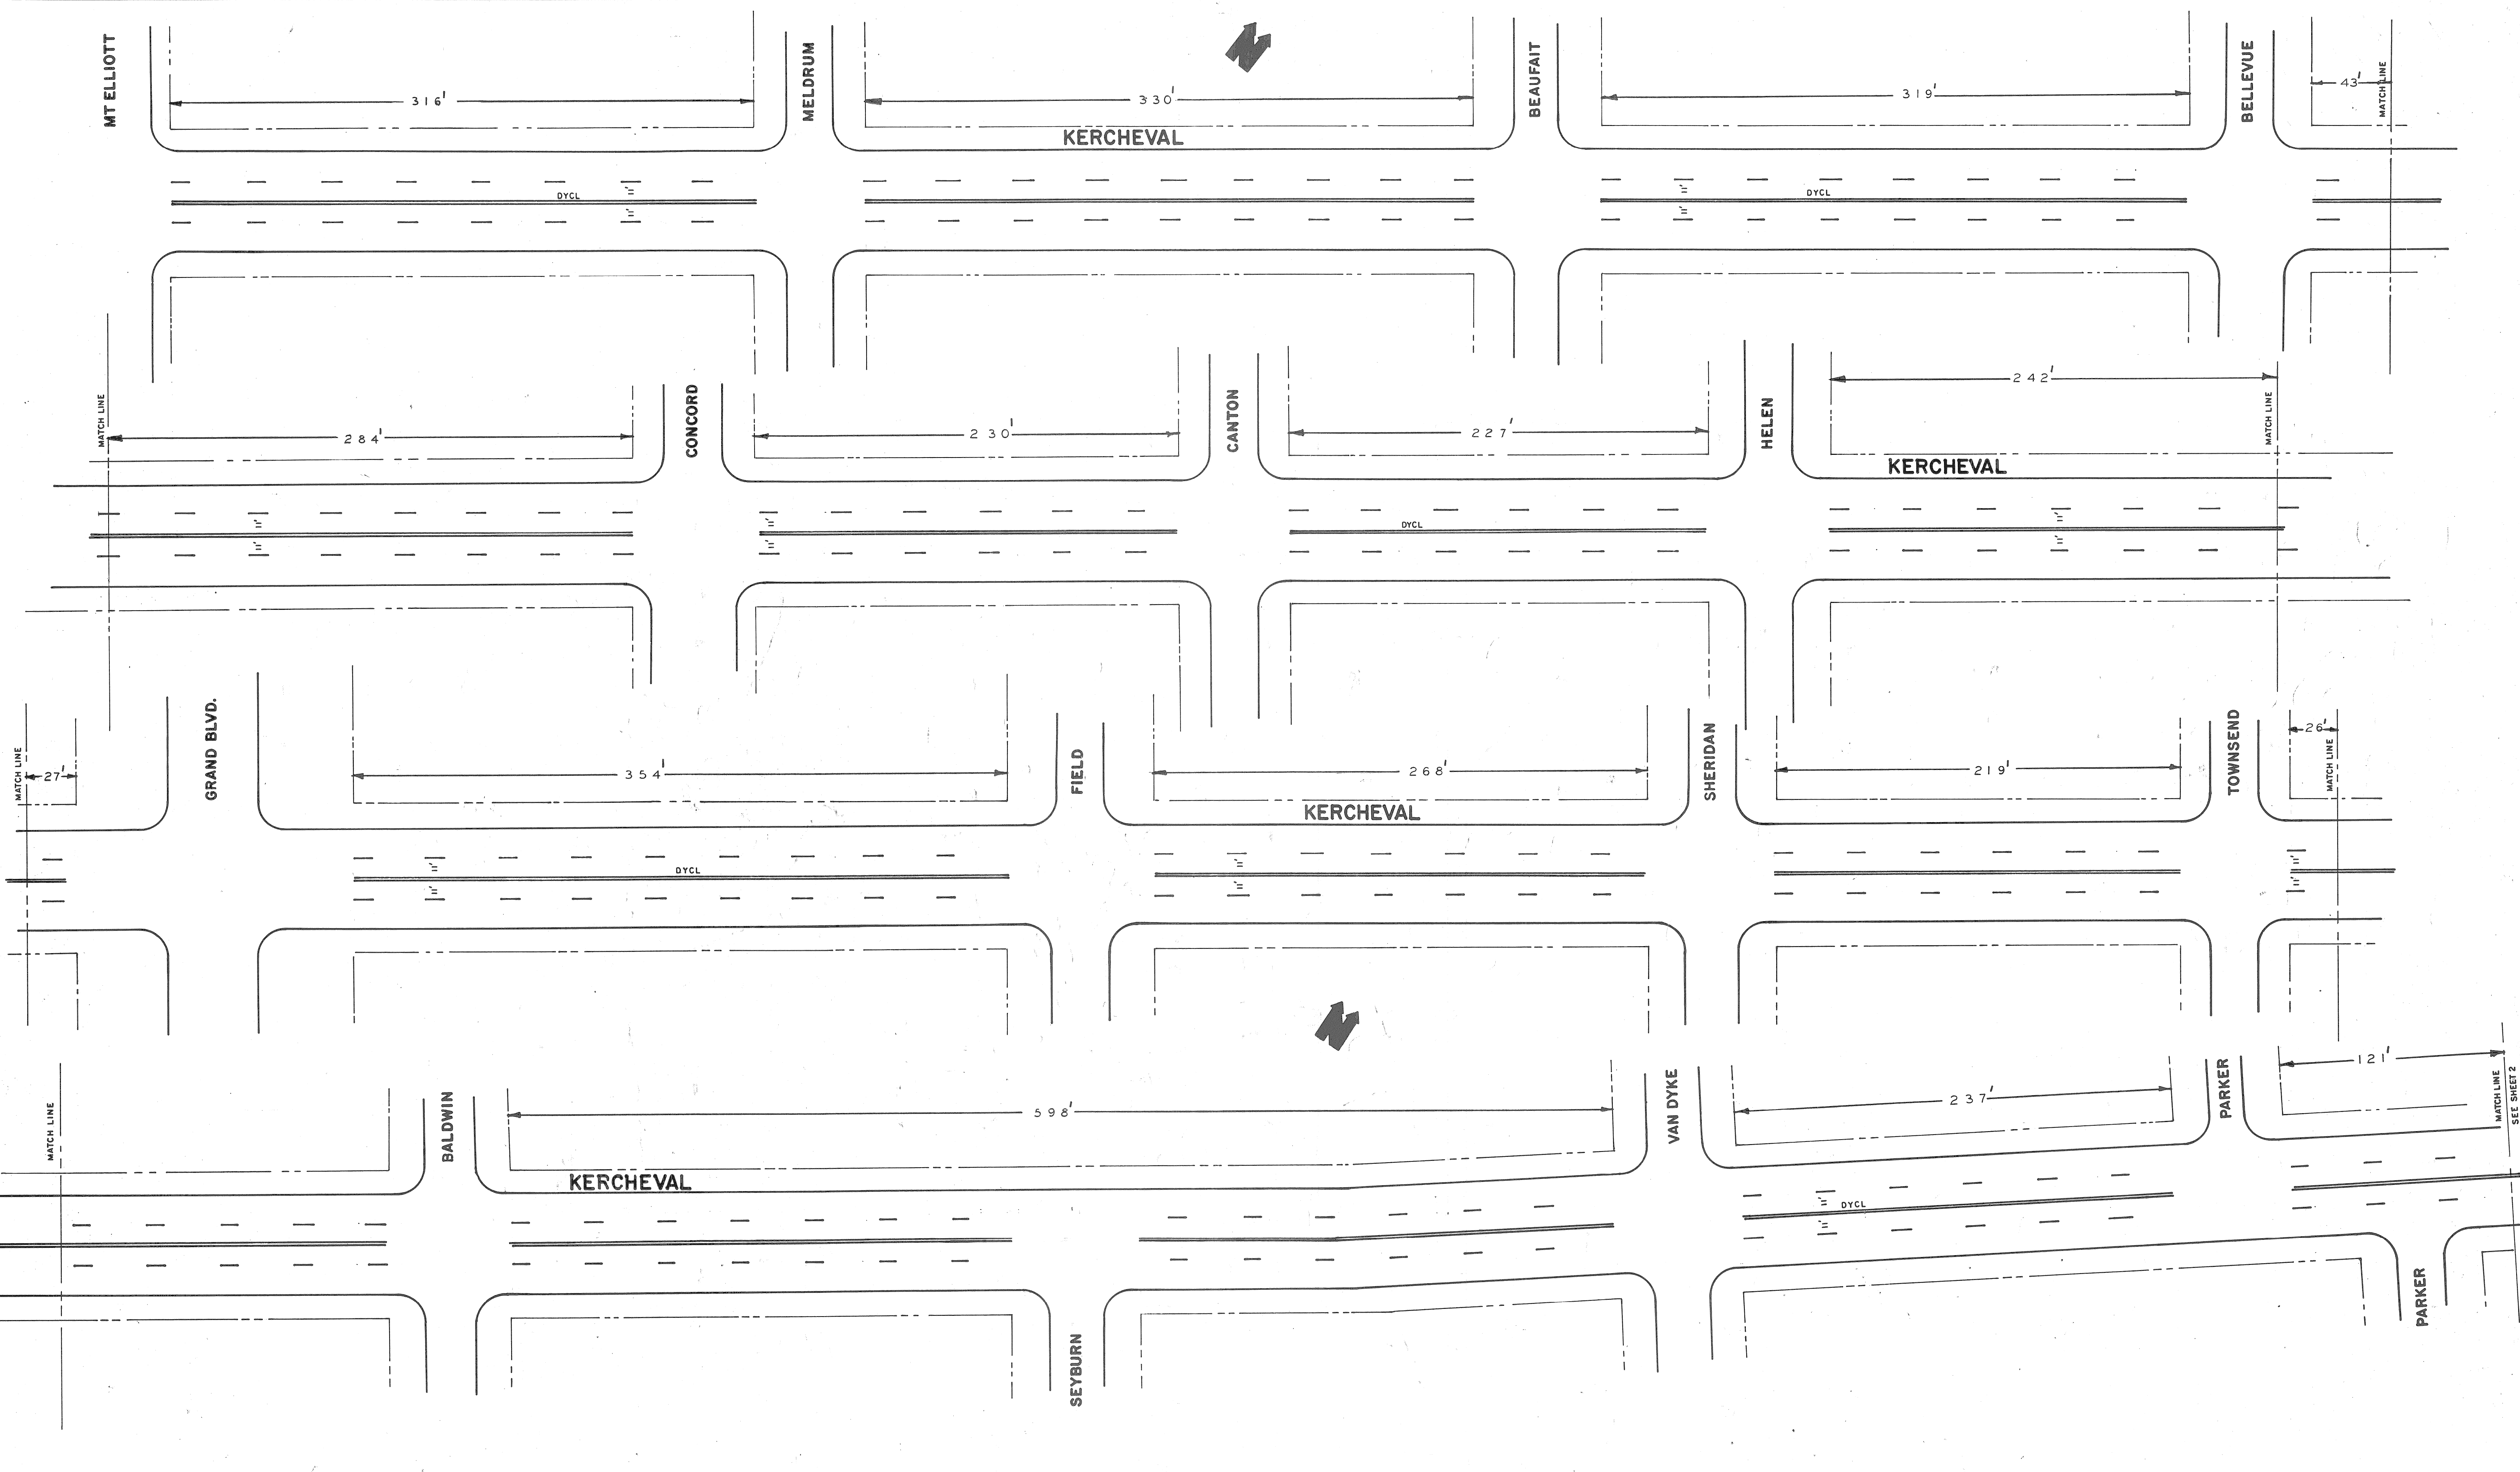 MT ELLIOTT
316'
MELDRUM
330'
N
BEAUFAIT
319'
BELLEVUE
43'
MATCH LINE
KERCHEVAL
DYCL
DYCL
MATCH LINE
284'
CONCORD
230'
CANTON
227'
HELEN
242'
MATCH LINE
KERCHEVAL
DYCL
MATCH LINE
27'
GRAND BLVD.
354'
FIELD
268'
SHERIDAN
219'
TOWNSEND
26'
MATCH LINE
KERCHEVAL
DYCL
N
MATCH LINE
BALDWIN
598'
VAN DYKE
237'
PARKER
121'
MATCH LINE
SEE SHEET 2
KERCHEVAL
DYCL
SEYBURN
PARKER